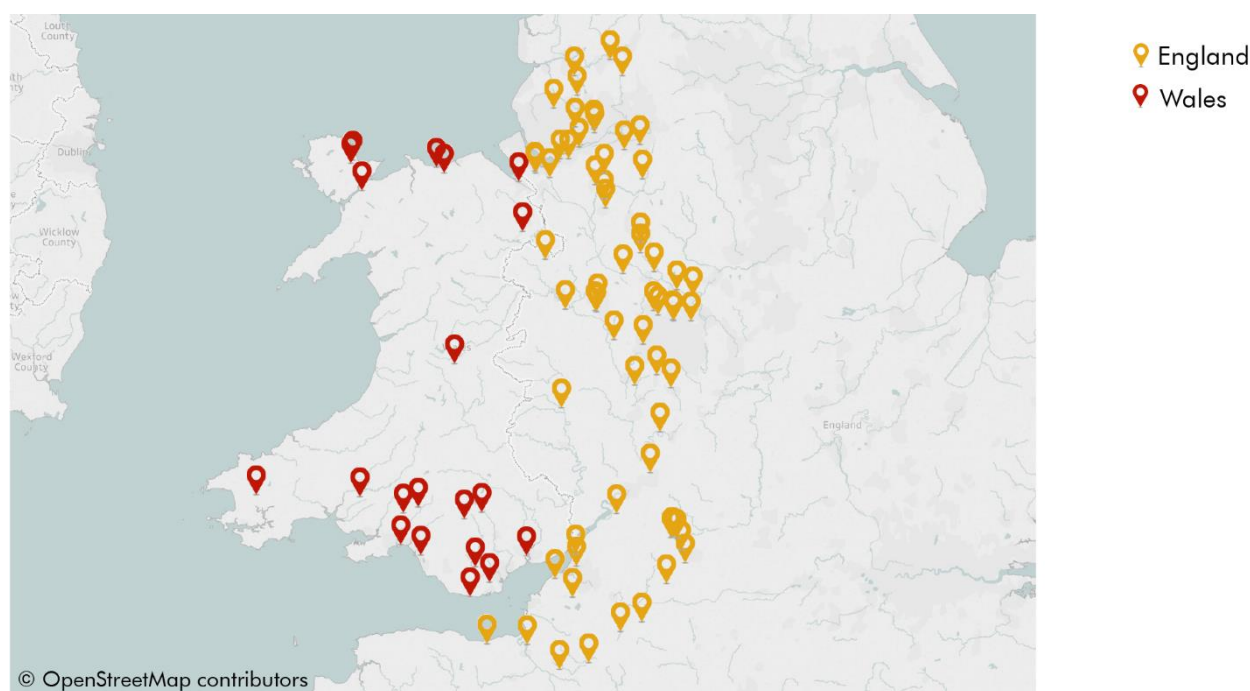 Louth
County
England
Wales
Dublin
Wicklow
County
Wexford
County
England
© OpenStreetMap contributors